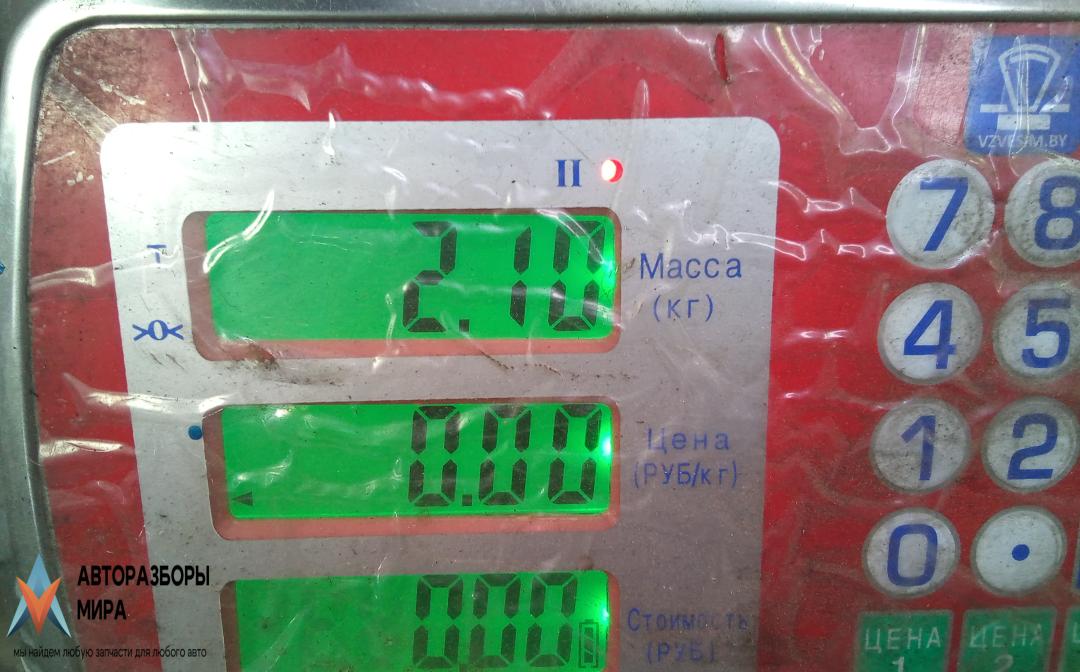 VZVESIM.BY
II
2.10
Масса
(кг)
>0<
0.00
Цена
(РУБ/кг)
0.00
Стоимость
(РУБ)
7
8
4
5
1
2
0
.
ЦЕНА
1
ЦЕНА
АВТОРАЗБОРЫ
МИРА
мы найдем любую запчасти для любого авто